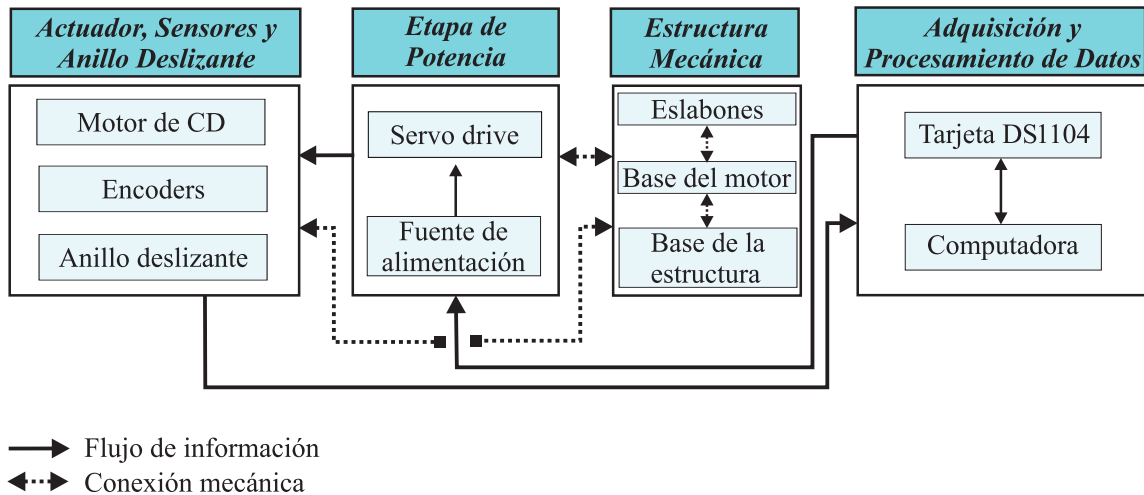 Actuador, Sensores y
Anillo Deslizante
Motor de CD
Encoders
Anillo deslizante
Etapa de
Potencia
Servo drive
Fuente de
alimentación
Estructura
Mecánica
Eslabones
Base del motor
Base de la
estructura
Adquisición y
Procesamiento de Datos
Tarjeta DS1104
Computadora
Flujo de información
Conexión mecánica